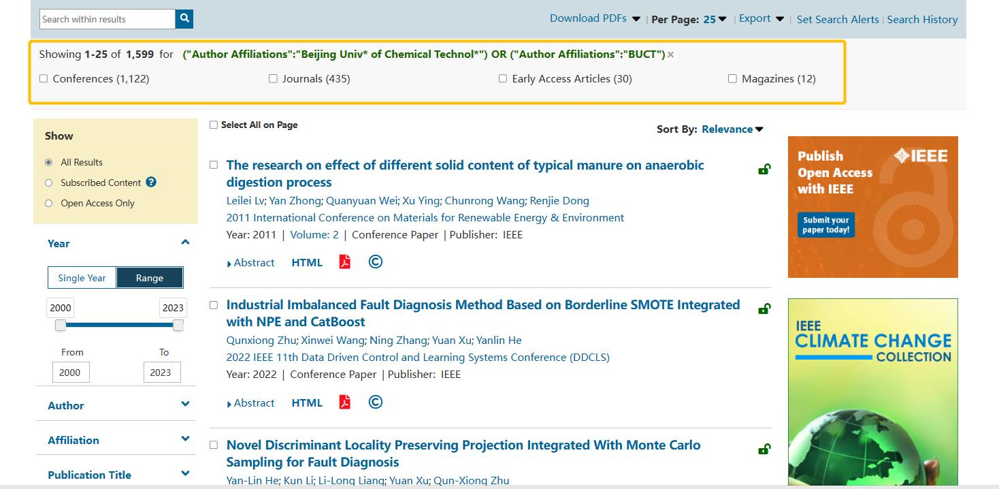 Search within results
Download PDFs | Per Page: 25 | Export | Set Search Alerts | Search History
Showing 1-25 of 1,599 for ("Author Affiliations":"Beijing Univ* of Chemical Technol*") OR ("Author Affiliations":"BUCT") ×
Conferences (1,122) Journals (435) Early Access Articles (30) Magazines (12)
Show
All Results
Subscribed Content ?
Open Access Only
Year
Single Year Range
2000 2023
From To
2000 2023
Author
Affiliation
Publication Title
Select All on Page
Sort By: Relevance
The research on effect of different solid content of typical manure on anaerobic
digestion process
Leilei Lv; Yan Zhong; Quanyuan Wei; Xu Ying; Chunrong Wang; Renjie Dong
2011 International Conference on Materials for Renewable Energy & Environment
Year: 2011 | Volume: 2 | Conference Paper | Publisher: IEEE
Abstract HTML ©
Industrial Imbalanced Fault Diagnosis Method Based on Borderline SMOTE Integrated
with NPE and CatBoost
Qunxiong Zhu; Xinwei Wang; Ning Zhang; Yuan Xu; Yanlin He
2022 IEEE 11th Data Driven Control and Learning Systems Conference (DDCLS)
Year: 2022 | Conference Paper | Publisher: IEEE
Abstract HTML ©
Novel Discriminant Locality Preserving Projection Integrated With Monte Carlo
Sampling for Fault Diagnosis
Yan-Lin He; Kun Li; Li-Long Liang; Yuan Xu; Qun-Xiong Zhu
Publish
Open Access
with IEEE
IEEE
Submit your
paper today!
IEEE
CLIMATE CHANGE
COLLECTION